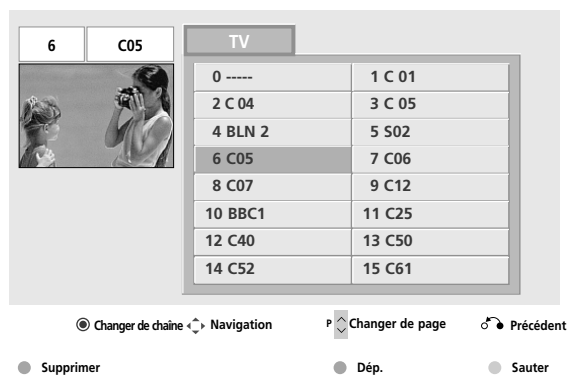 6 C05
TV
0 ----- 1 C 01
2 C 04 3 C 05
4 BLN 2 5 S02
6 C05 7 C06
8 C07 9 C12
10 BBC1 11 C25
12 C40 13 C50
14 C52 15 C61
Changer de chaîne Navigation P Changer de page Précédent
Supprimer Dép. Sauter